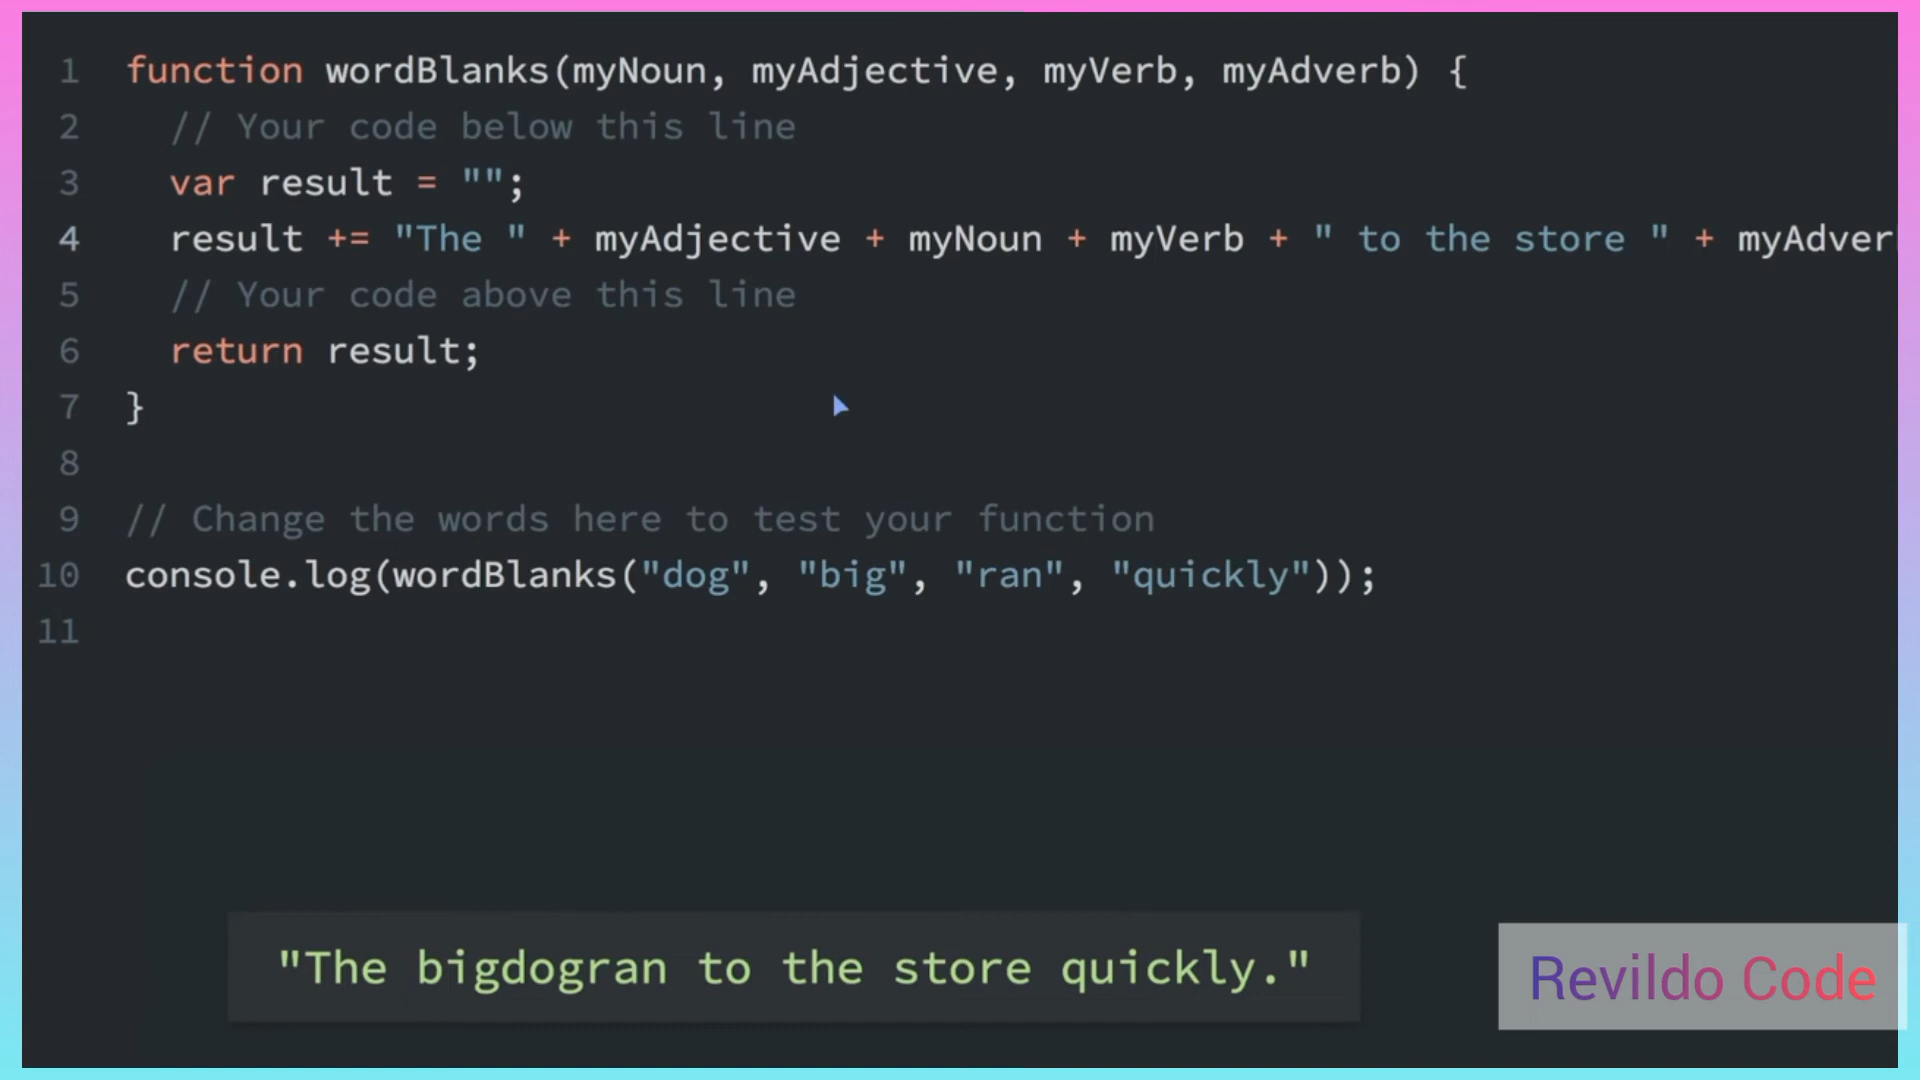 1 function wordBlanks(myNoun, myAdjective, myVerb, myAdverb) {
2 // Your code below this line
3 var result = "";
4 result += "The " + myAdjective + myNoun + myVerb + " to the store " + myAdver
5 // Your code above this line
6 return result;
7 }
8
9 // Change the words here to test your function
10 console.log(wordBlanks("dog", "big", "ran", "quickly"));
11
"The bigdogran to the store quickly."
Revildo Code